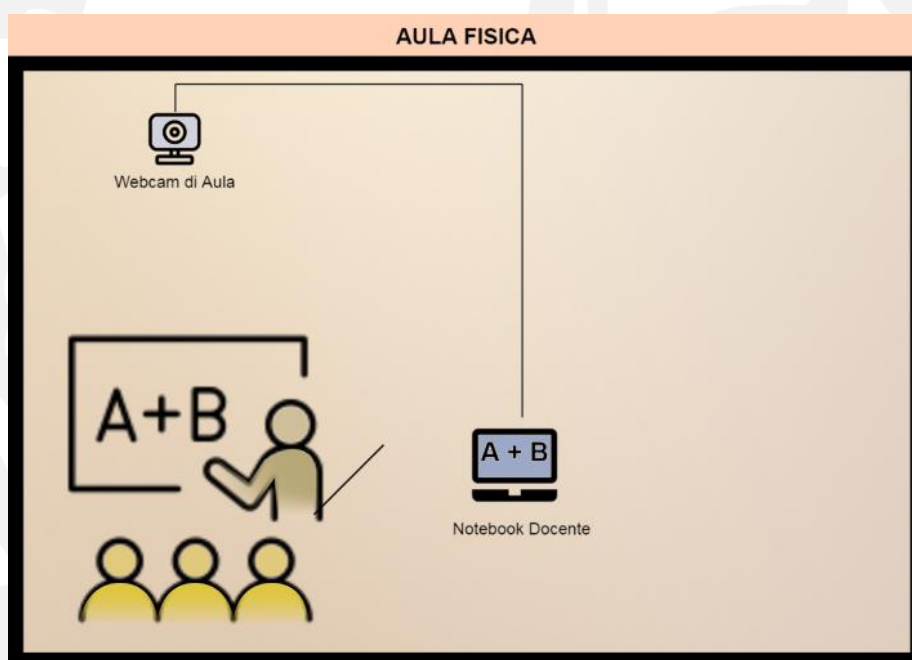 AULA FISICA
Webcam di Aula
A+B
A + B
Notebook Docente